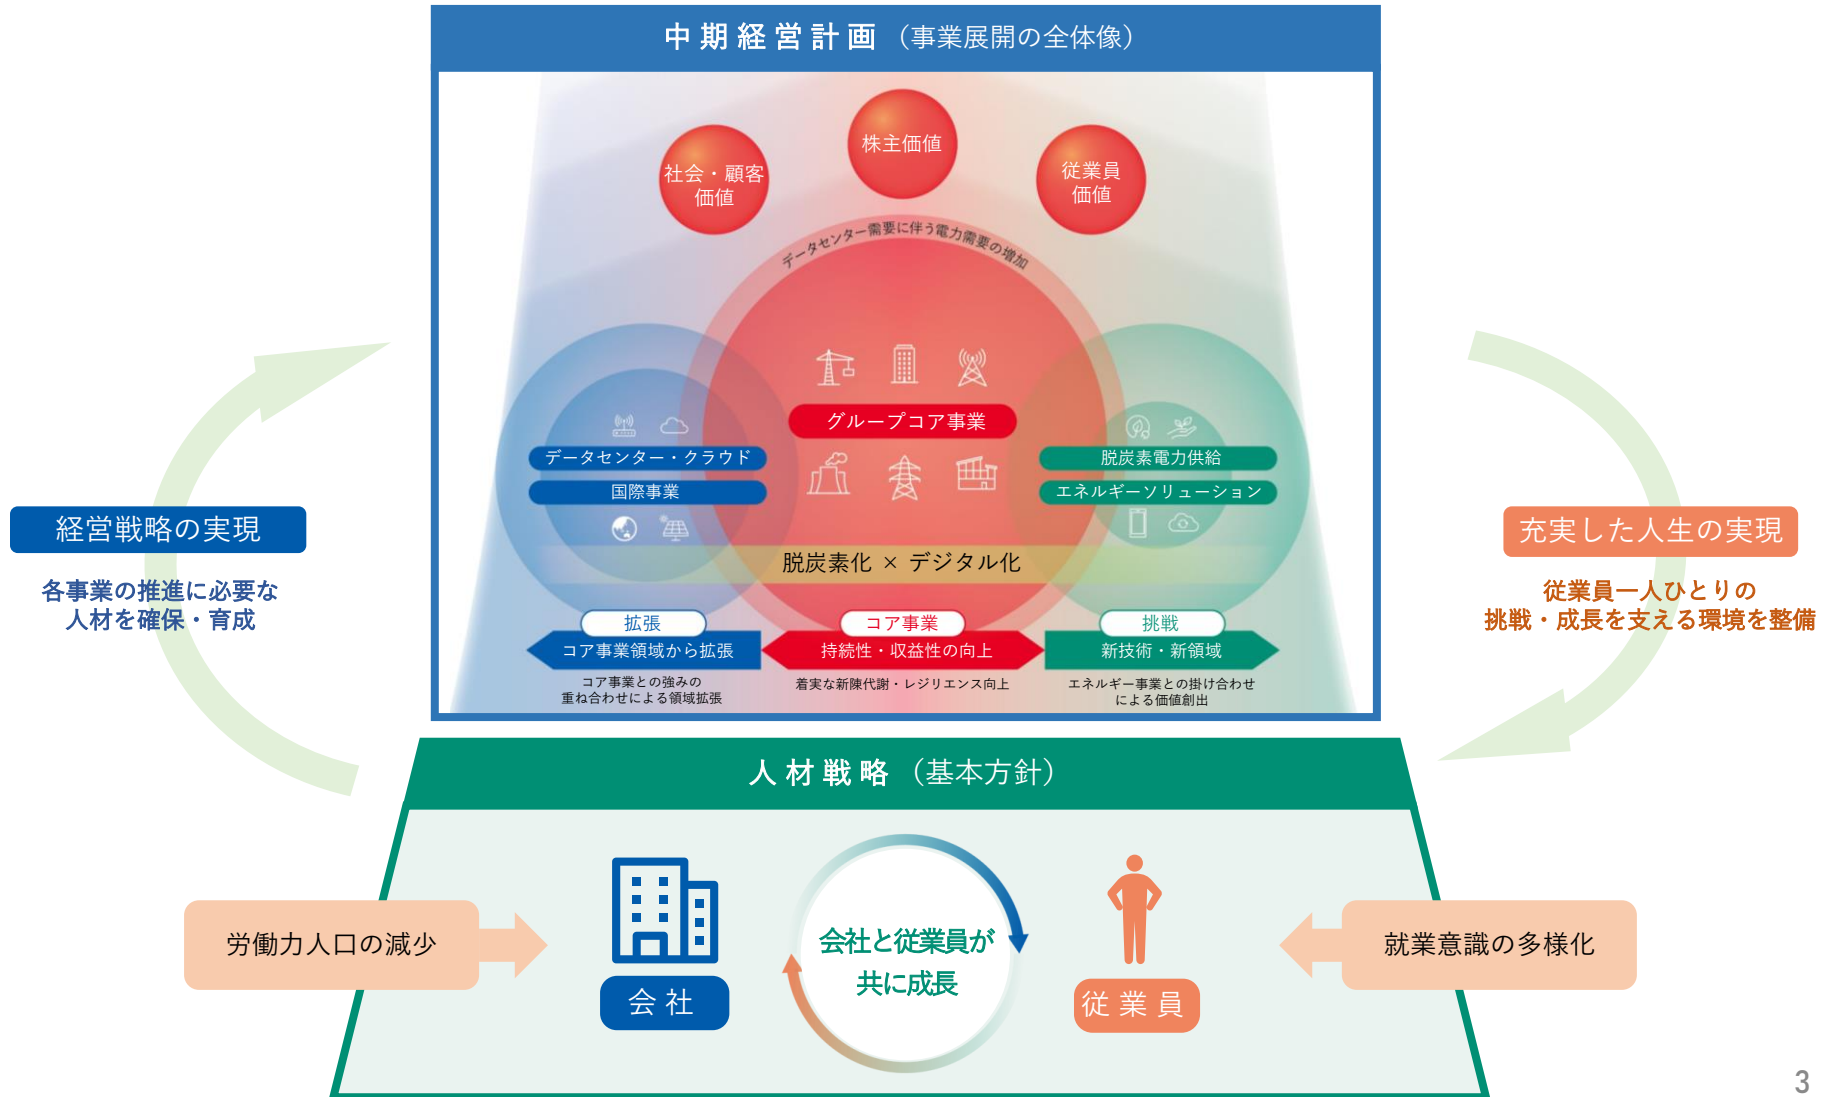 中期経営計画（事業展開の全体像）
株主価値
社会・顧客
価値
従業員
価値
データセンター需要に伴う電力需要の増加
グループコア事業
データセンター・クラウド
国際事業
脱炭素電力供給
エネルギーソリューション
脱炭素化 × デジタル化
拡張
コア事業領域から拡張
コア事業との強みの
重ね合わせによる領域拡張
コア事業
持続性・収益性の向上
着実な新陳代謝・レジリエンス向上
挑戦
新技術・新領域
エネルギー事業との掛け合わせ
による価値創出
経営戦略の実現
各事業の推進に必要な
人材を確保・育成
充実した人生の実現
従業員一人ひとりの
挑戦・成長を支える環境を整備
人材戦略（基本方針）
労働力人口の減少
会社
会社と従業員が
共に成長
従業員
就業意識の多様化
3